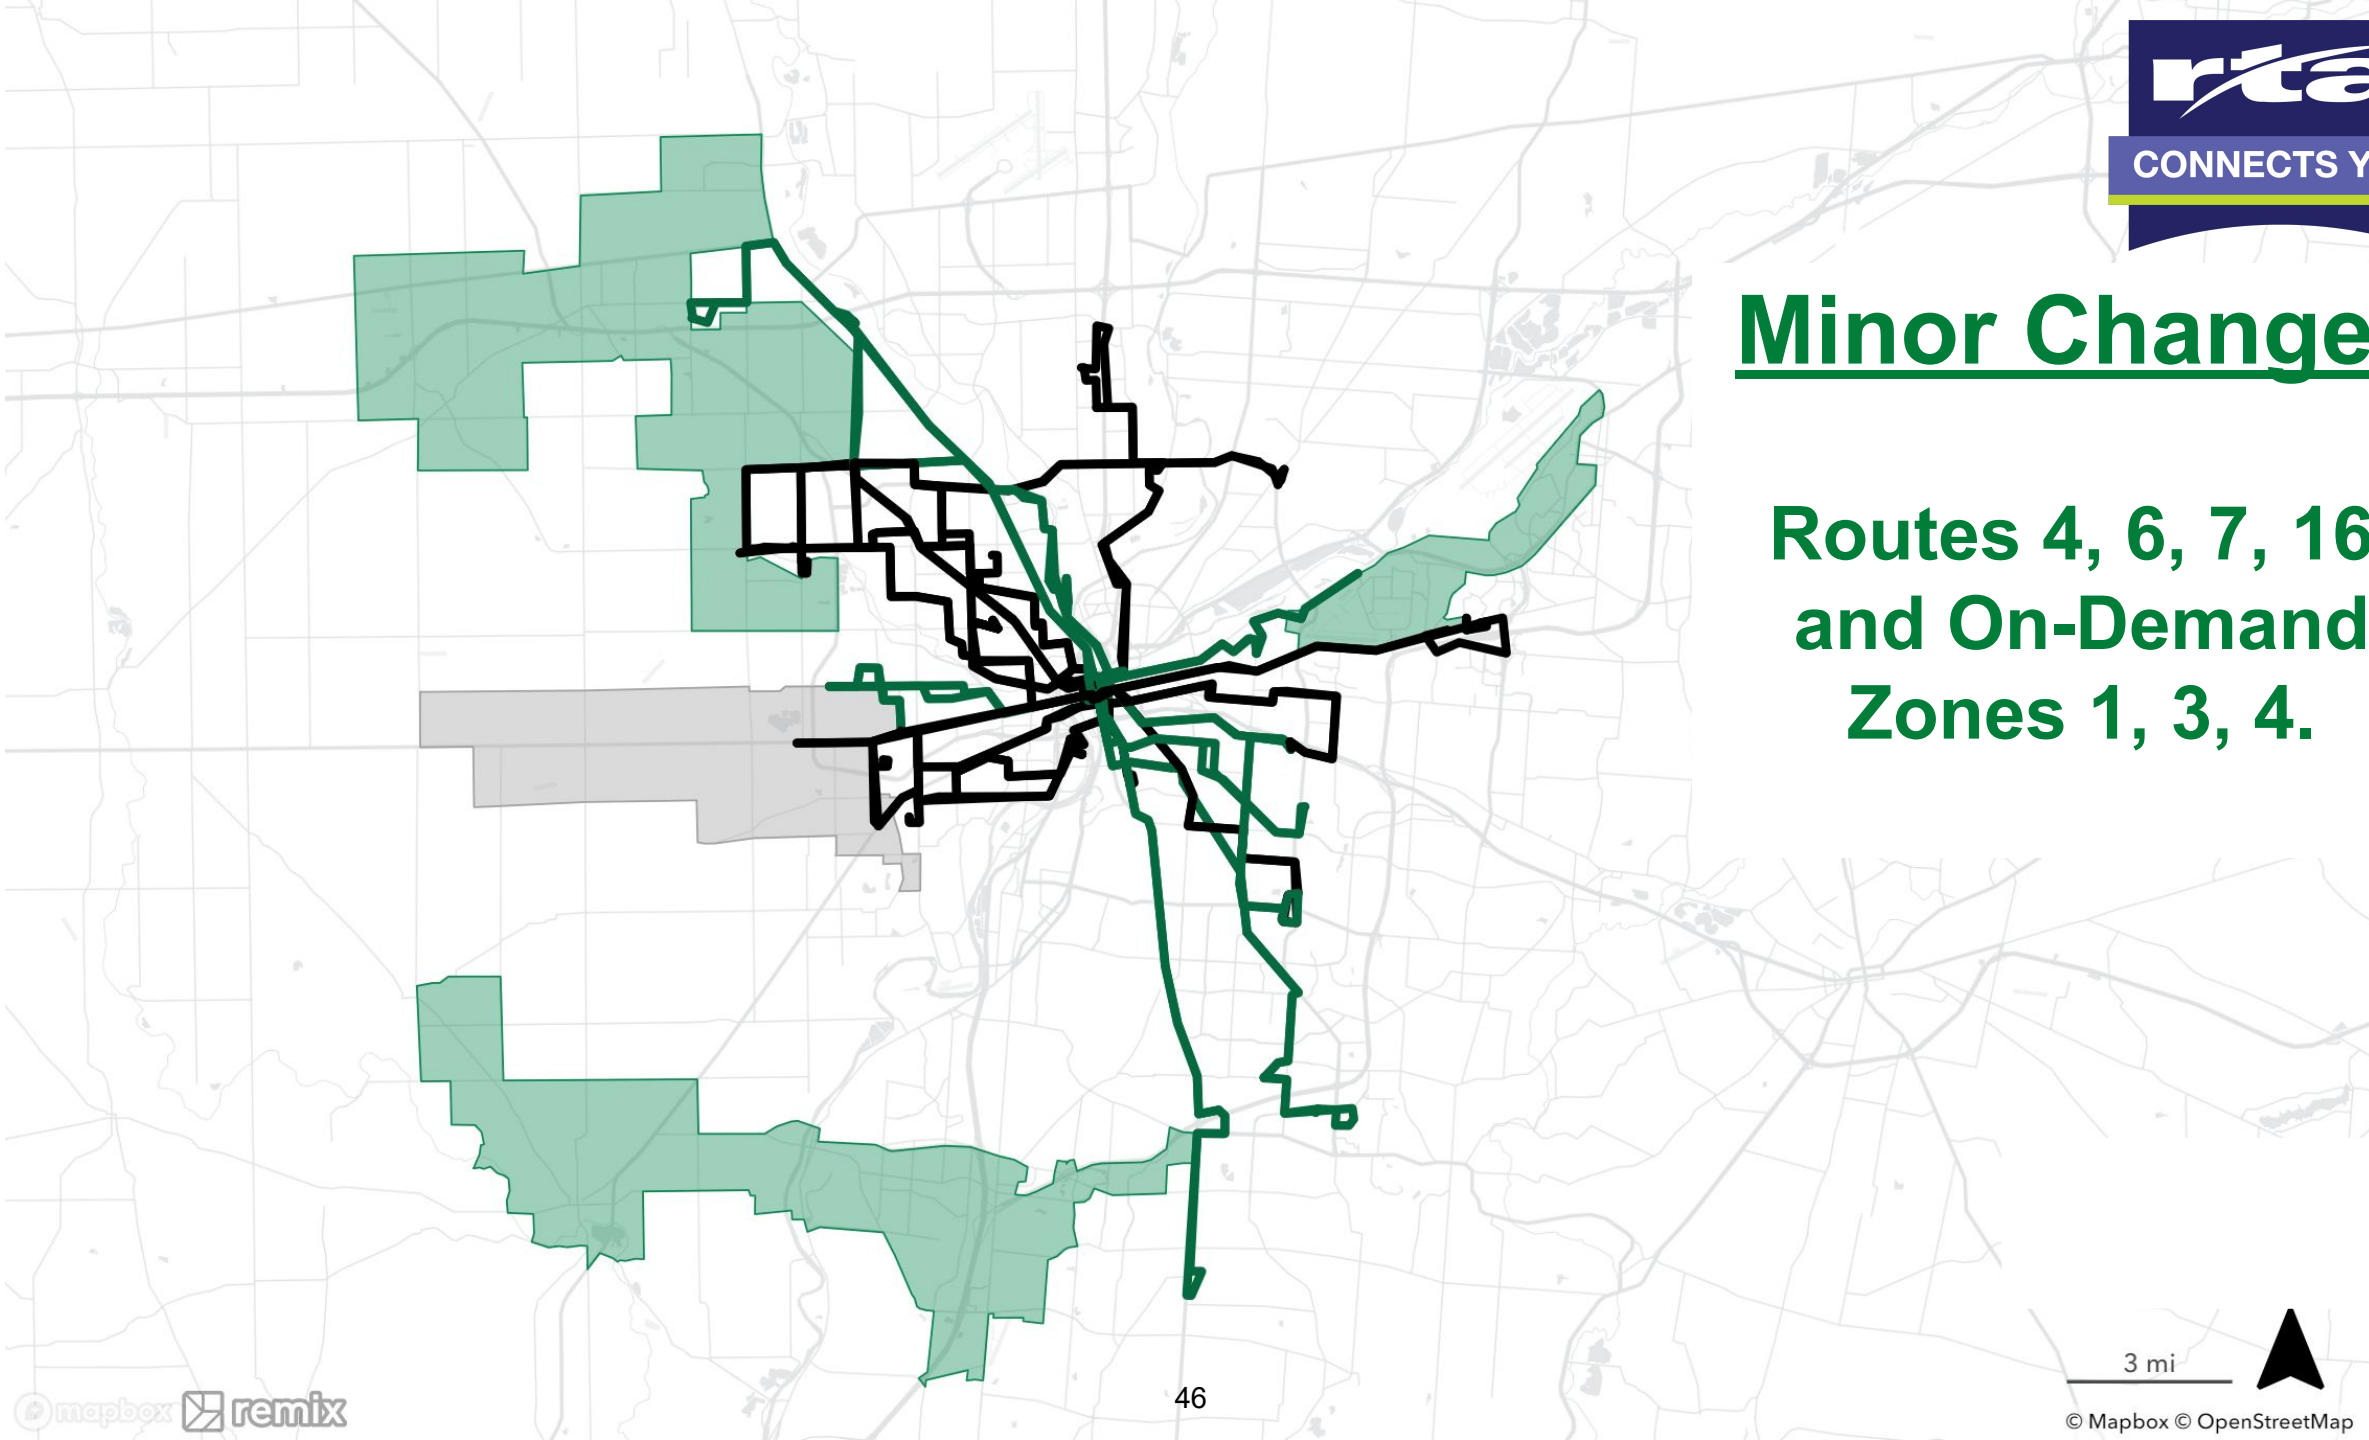 rta
CONNECTS Y
Minor Change
Routes 4, 6, 7, 16
and On-Demand
Zones 1, 3, 4.
3 mi
46
mapbox remix
© Mapbox © OpenStreetMap